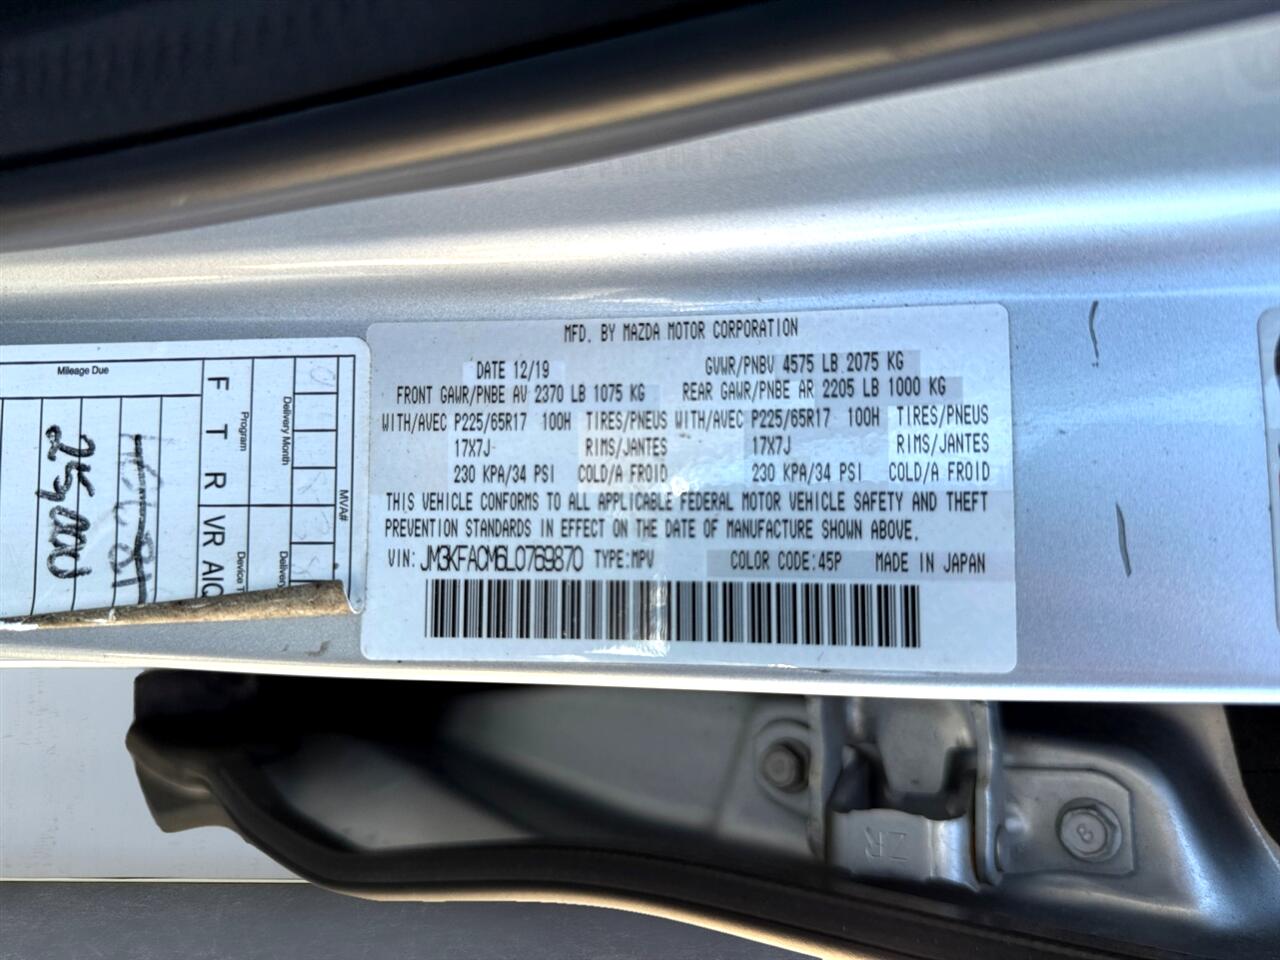 MFD. BY MAZDA MOTOR CORPORATION
DATE 12/19 GVWR/PNBV 4575 LB 2075 KG
FRONT GAWR/PNBE AV 2370 LB 1075 KG REAR GAWR/PNBE AR 2205 LB 1000 KG
WITH/AVEC P225/65R17 100H TIRES/PNEUS WITH/AVEC P225/65R17 100H TIRES/PNEUS
17X7J RIMS/JANTES 17X7J RIMS/JANTES
230 KPA/34 PSI COLD/A FROID 230 KPA/34 PSI COLD/A FROID
THIS VEHICLE CONFORMS TO ALL APPLICABLE FEDERAL MOTOR VEHICLE SAFETY AND THEFT
PREVENTION STANDARDS IN EFFECT ON THE DATE OF MANUFACTURE SHOWN ABOVE.
VIN: JM3KFACM6L0769870 TYPE:MPV COLOR CODE:45P MADE IN JAPAN
MVA#
Delivery Month
Program
F T R VR AIQ
Mileage Due
ZR
8